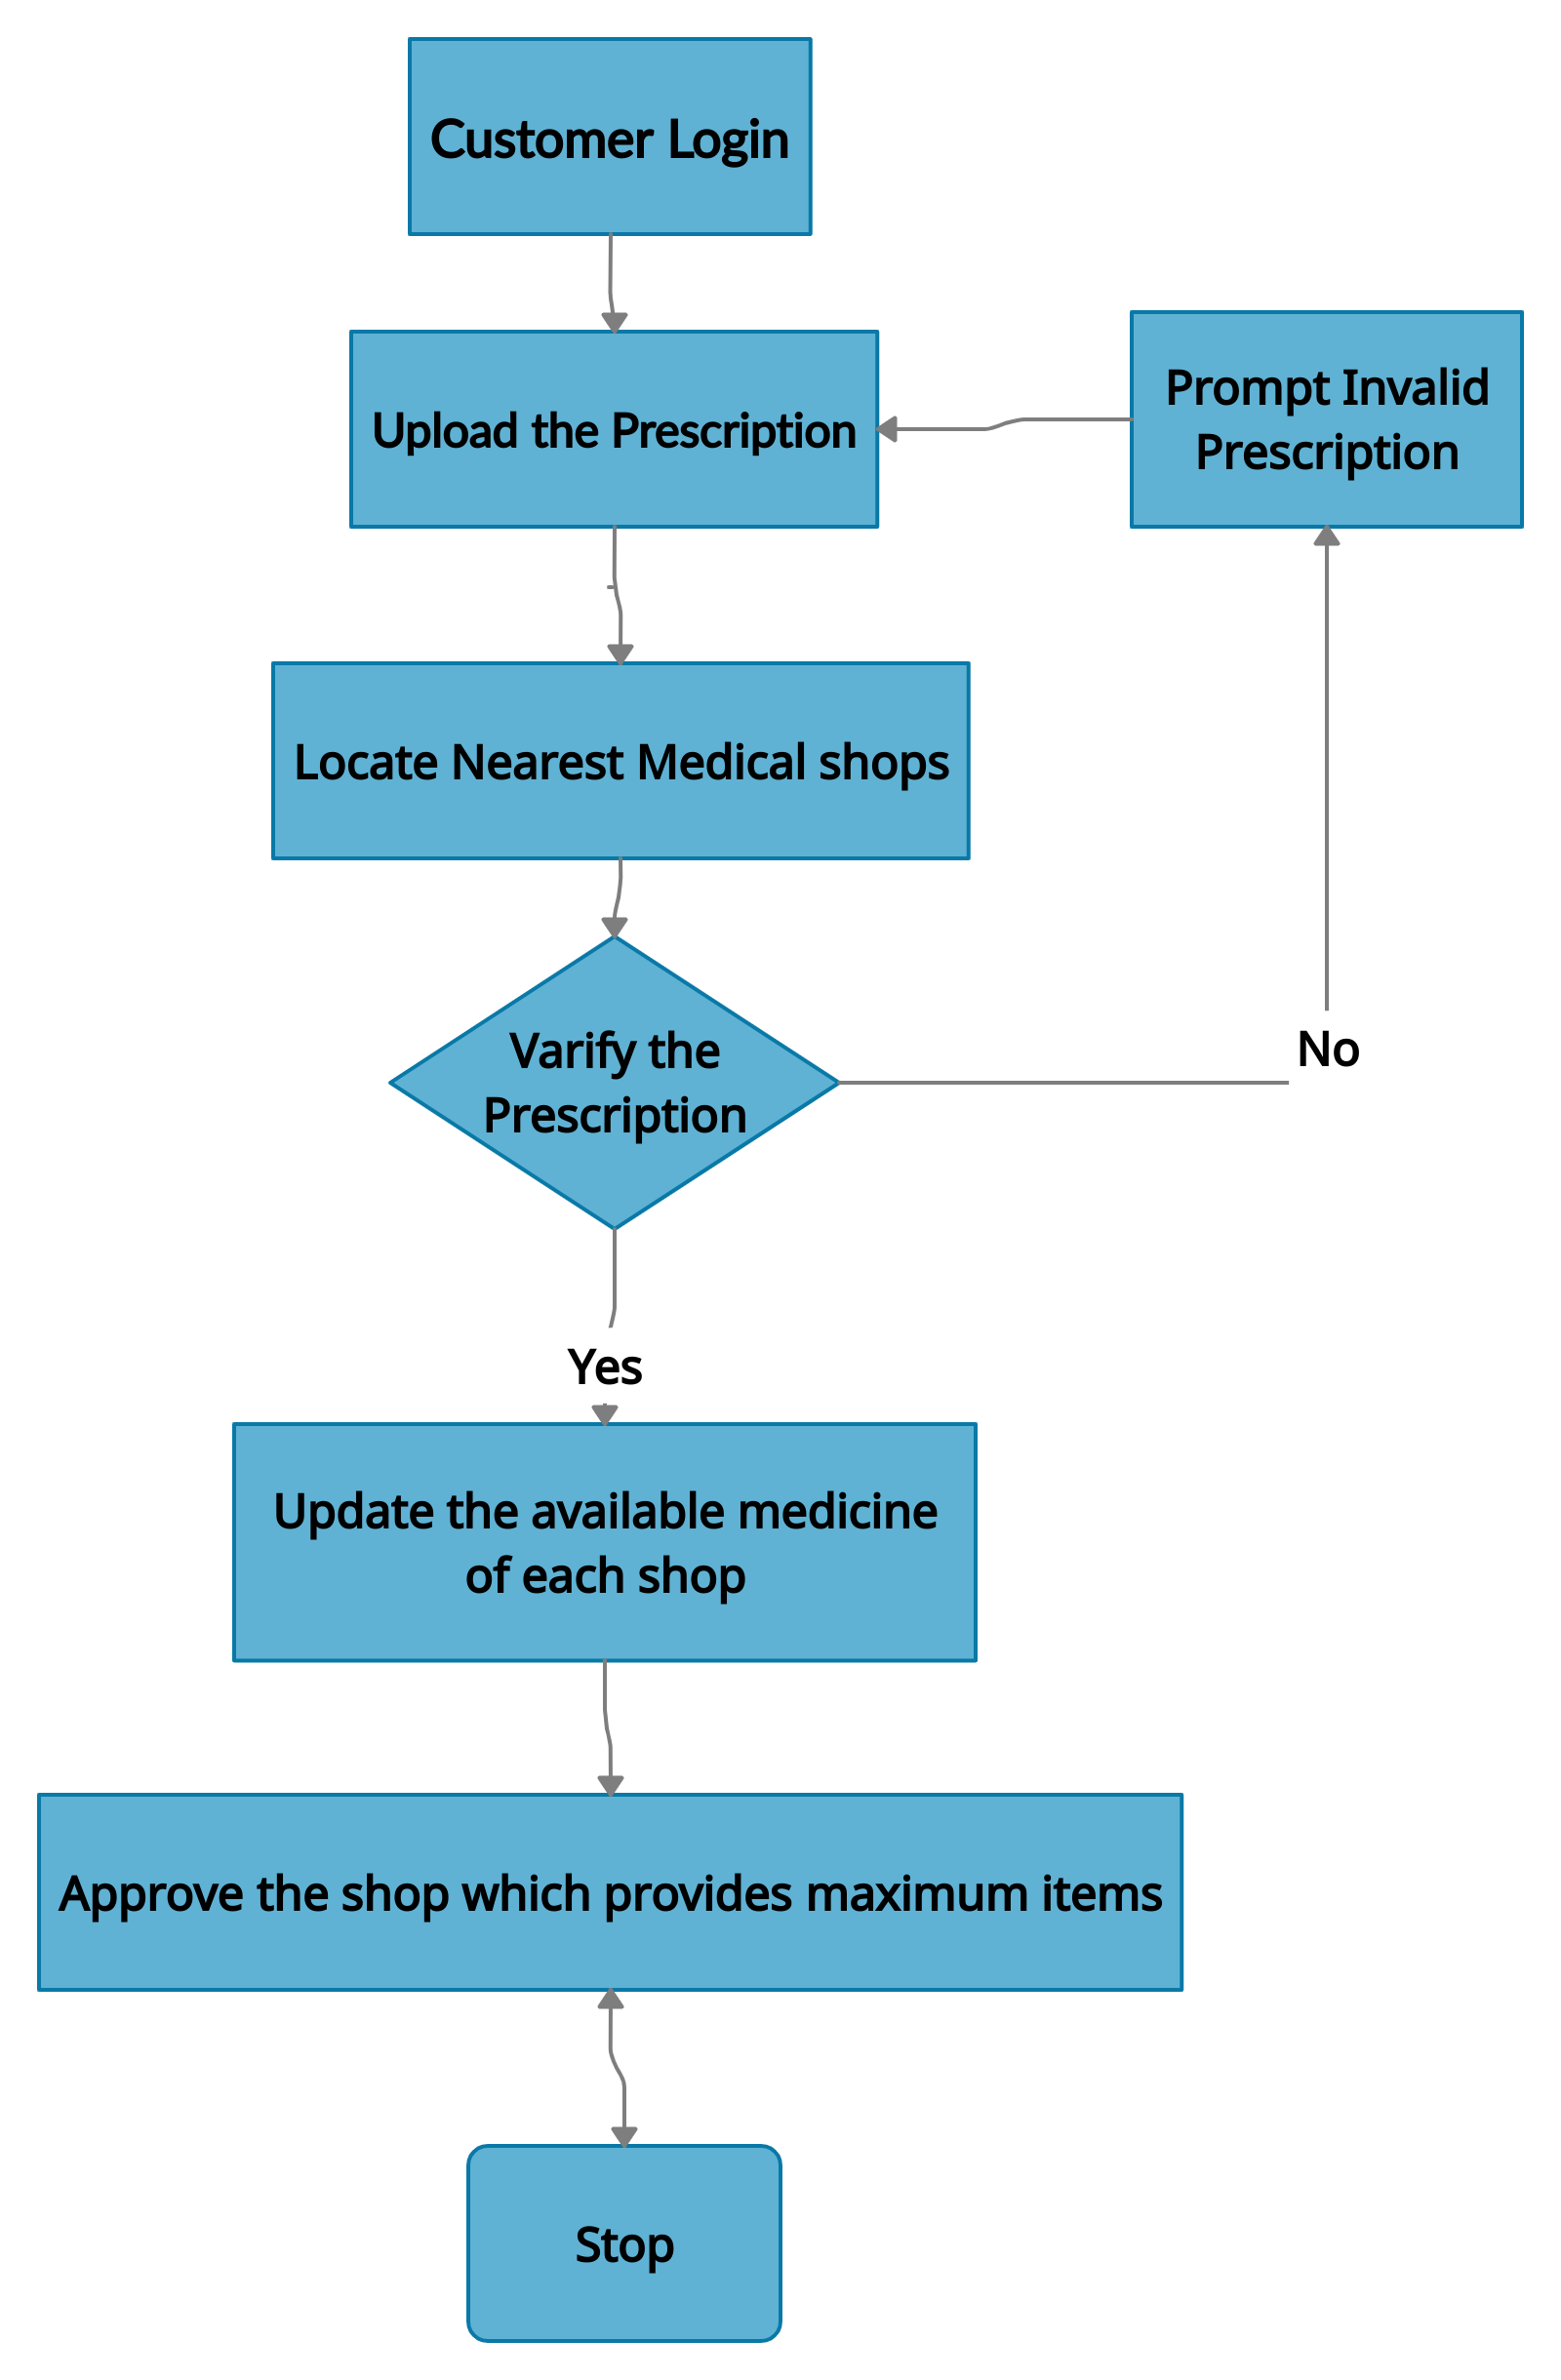 Customer Login
Upload the Prescription
Prompt Invalid
Prescription
Locate Nearest Medical shops
Varify the
Prescription
No
Yes
Update the available medicine
of each shop
Approve the shop which provides maximum items
Stop